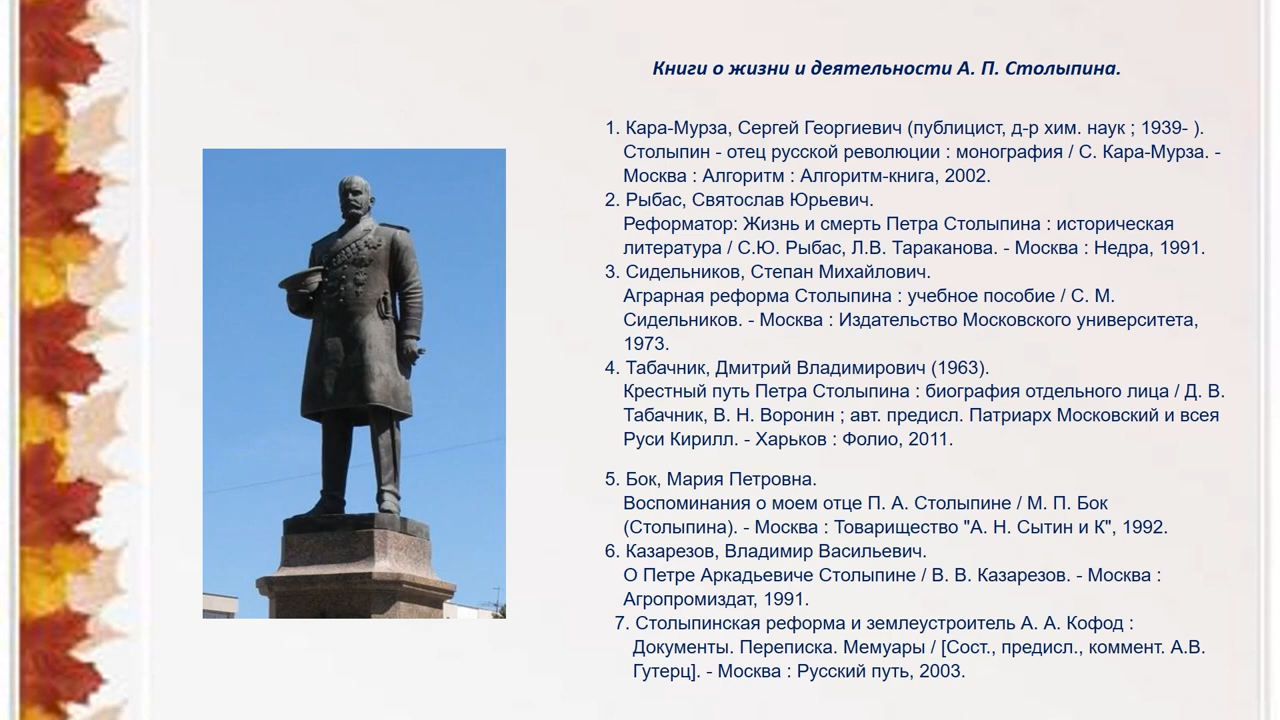 Книги о жизни и деятельности А. П. Столыпина.
1. Кара-Мурза, Сергей Георгиевич (публицист, д-р хим. наук ; 1939- ).
Столыпин - отец русской революции : монография / С. Кара-Мурза. -
Москва : Алгоритм : Алгоритм-книга, 2002.
2. Рыбас, Святослав Юрьевич.
Реформатор: Жизнь и смерть Петра Столыпина : историческая
литература / С.Ю. Рыбас, Л.В. Тараканова. - Москва : Недра, 1991.
3. Сидельников, Степан Михайлович.
Аграрная реформа Столыпина : учебное пособие / С. М.
Сидельников. - Москва : Издательство Московского университета,
1973.
4. Табачник, Дмитрий Владимирович (1963).
Крестный путь Петра Столыпина : биография отдельного лица / Д. В.
Табачник, В. Н. Воронин ; авт. предисл. Патриарх Московский и всея
Руси Кирилл. - Харьков : Фолио, 2011.
5. Бок, Мария Петровна.
Воспоминания о моем отце П. А. Столыпине / М. П. Бок
(Столыпина). - Москва : Товарищество "А. Н. Сытин и К", 1992.
6. Казарезов, Владимир Васильевич.
О Петре Аркадьевиче Столыпине / В. В. Казарезов. - Москва :
Агропромиздат, 1991.
7. Столыпинская реформа и землеустроитель А. А. Кофод :
Документы. Переписка. Мемуары / [Сост., предисл., коммент. А.В.
Гутерц]. - Москва : Русский путь, 2003.